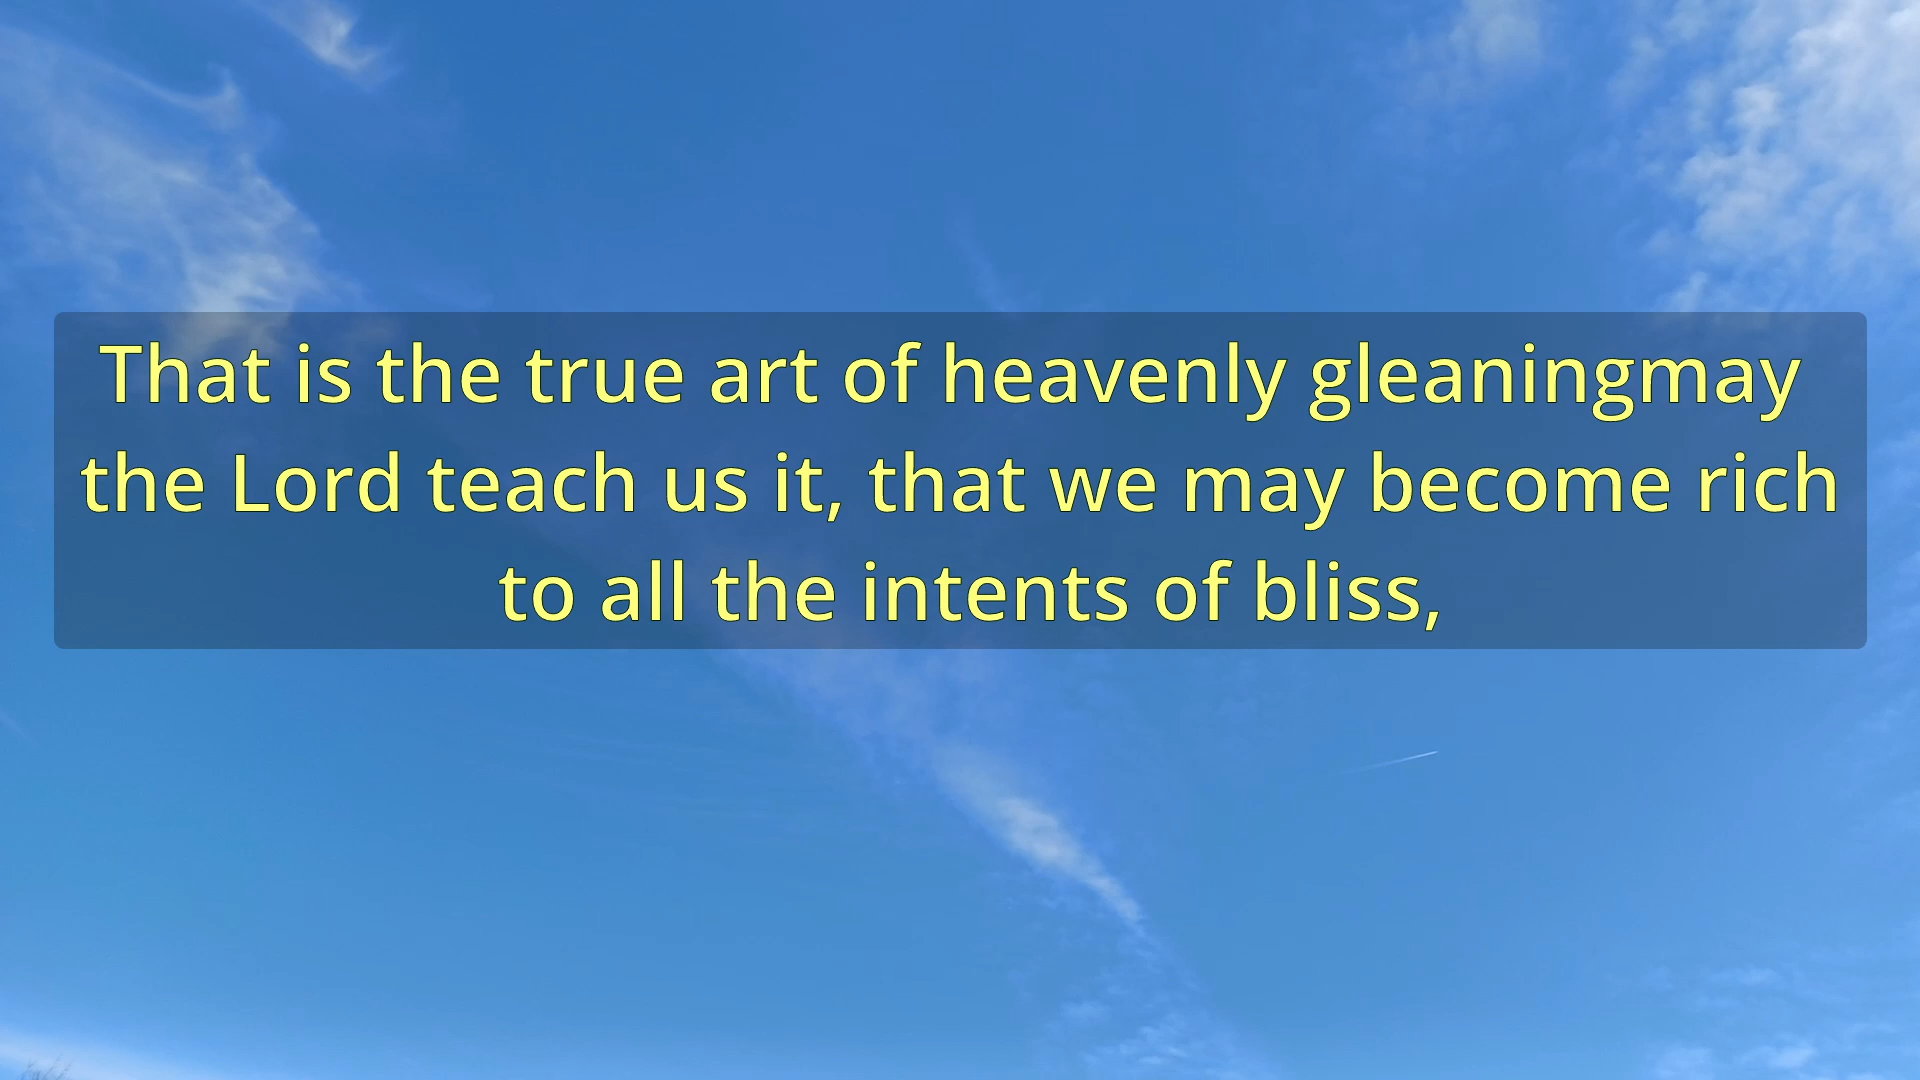 That is the true art of heavenly gleaningmay
the Lord teach us it, that we may become rich
to all the intents of bliss,